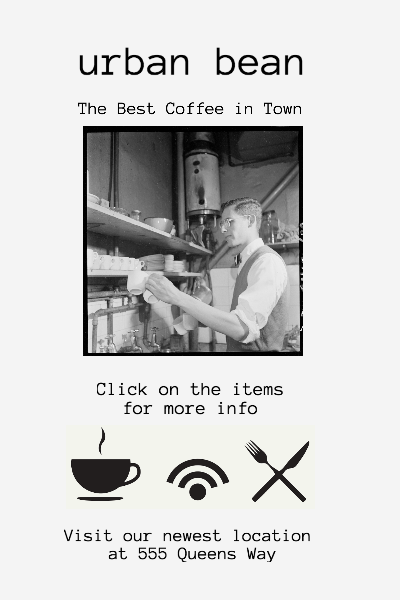 urban bean
The Best Coffee in Town
Click on the items
for more info
Visit our newest location
at 555 Queens Way